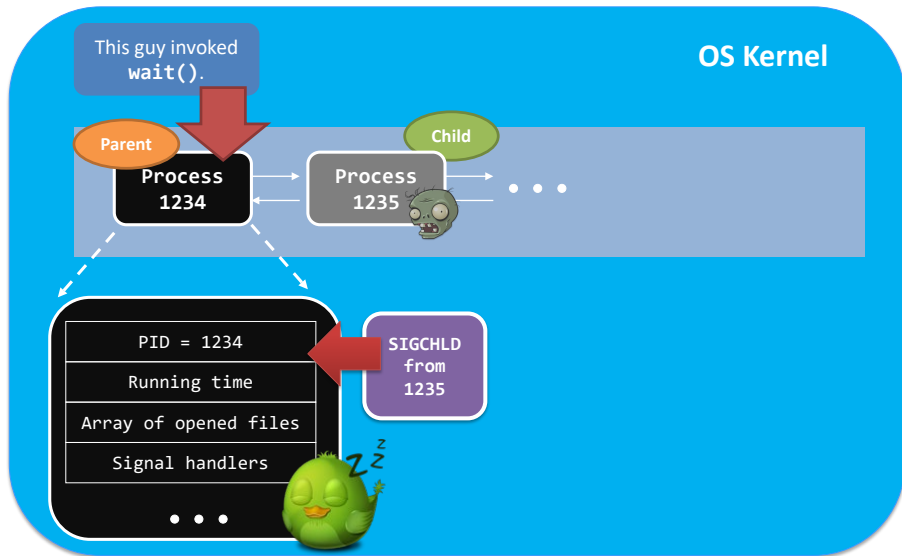 This guy invoked
wait().
OS Kernel
Parent
Child
Process
1234
Process
1235
PID = 1234
Running time
Array of opened files
Signal handlers
SIGCHLD
from
1235
z
Z
Z